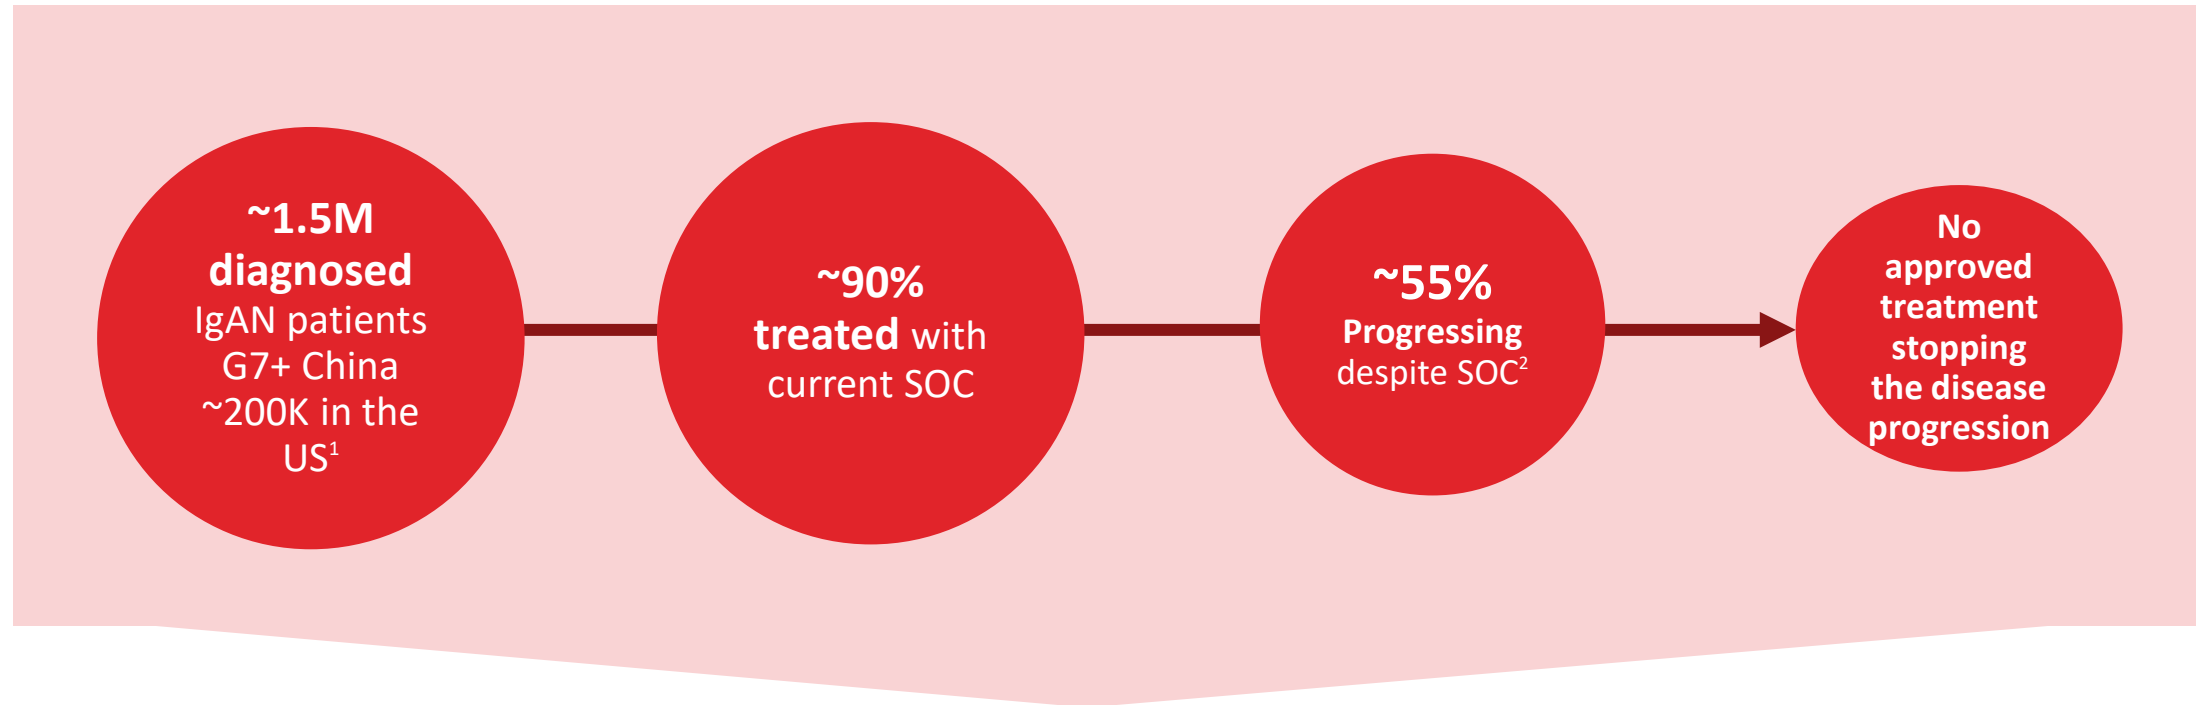 ~1.5M
diagnosed
IgAN patients
G7+ China
~200K in the
US¹
~90%
treated with
current SOC
~55%
Progressing
despite SOC²
No
approved
treatment
stopping
the disease
progression